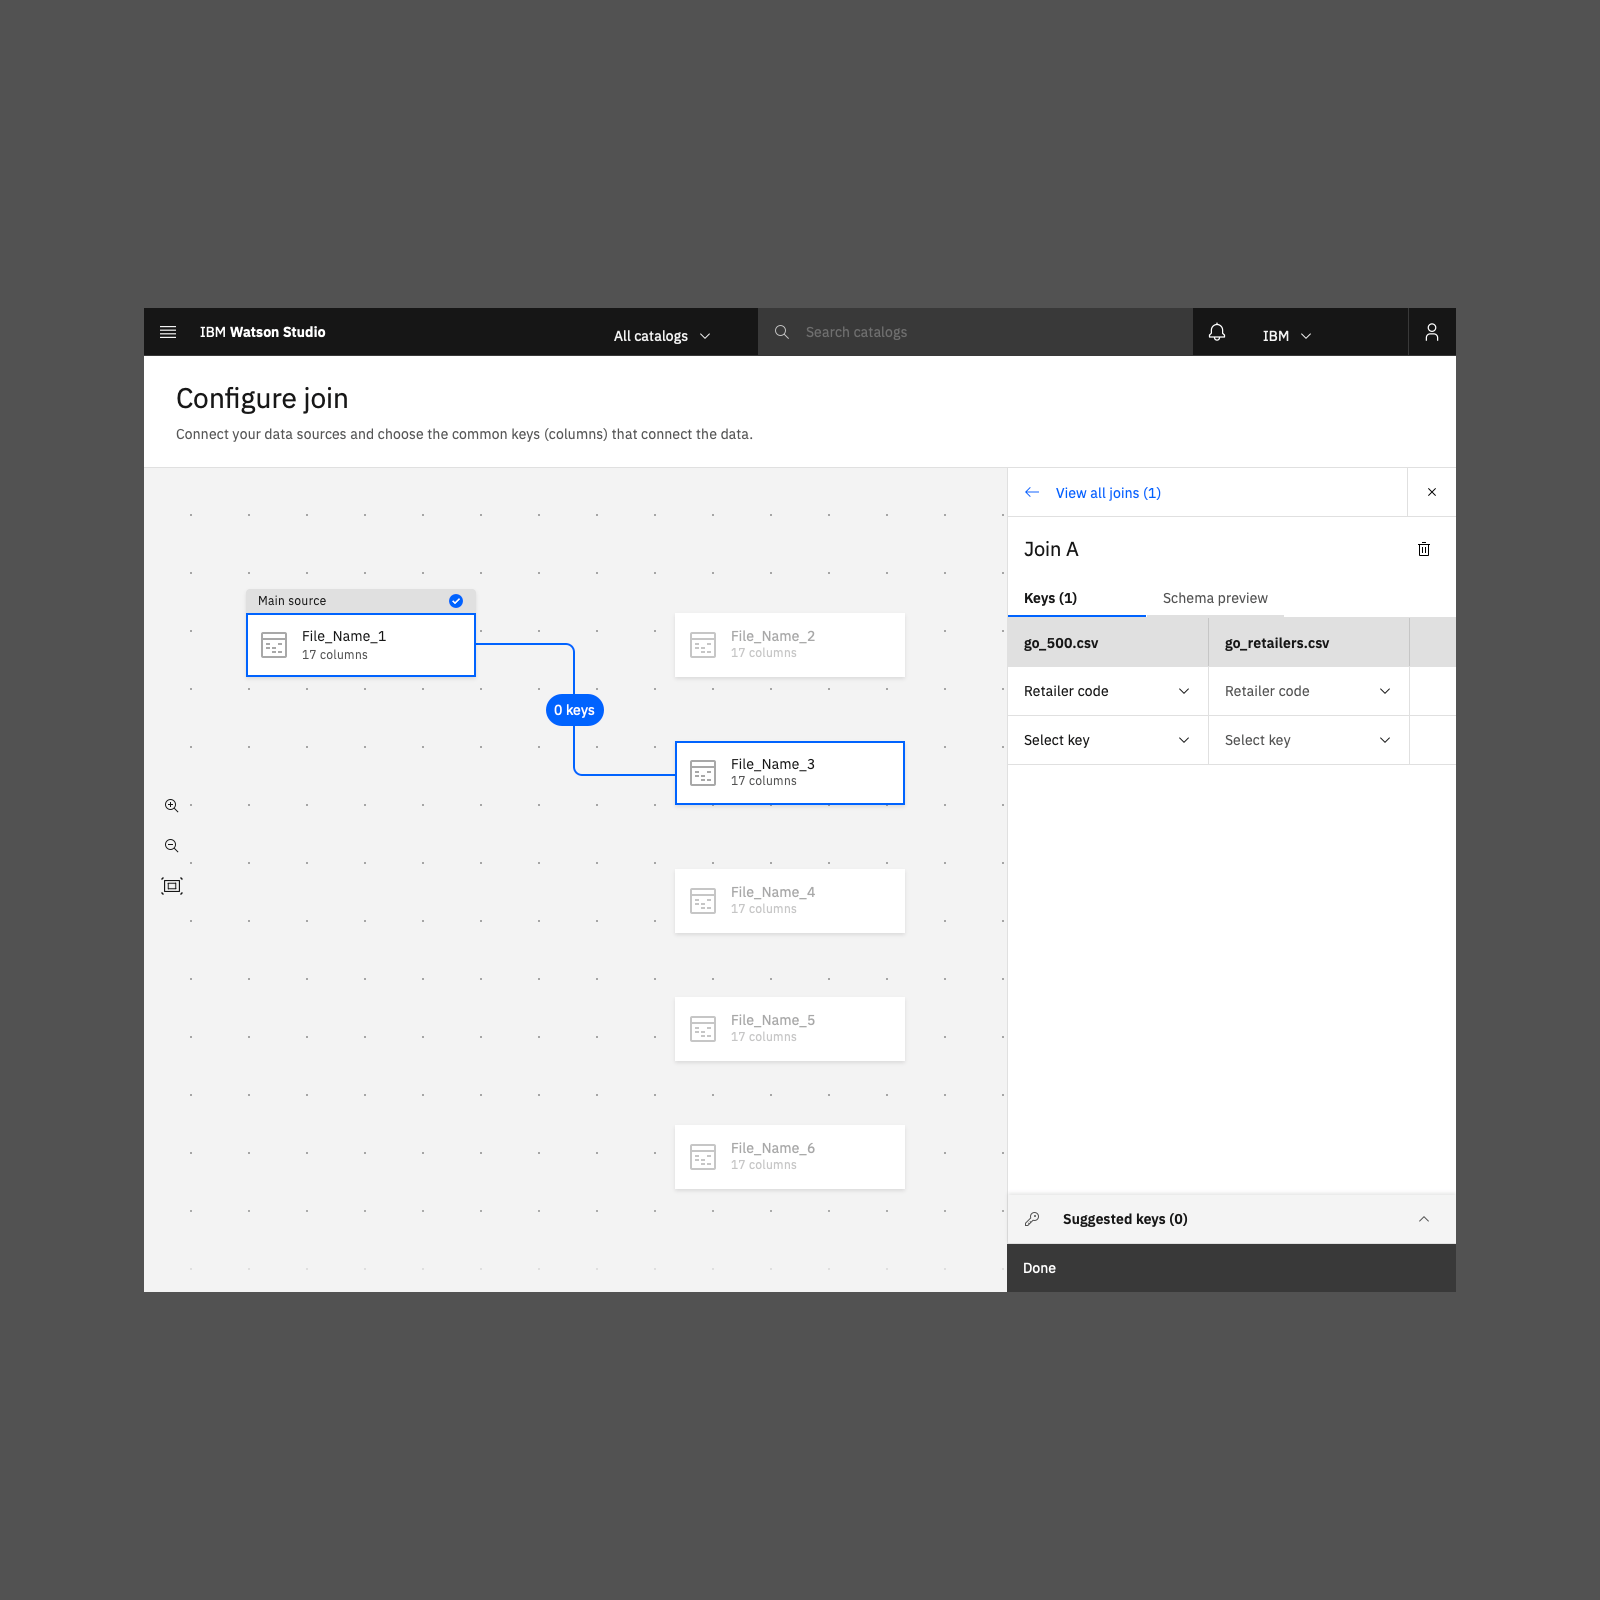 IBM Watson Studio
All catalogs
Search catalogs
IBM
Configure join
Connect your data sources and choose the common keys (columns) that connect the data.
Main source
File_Name_1
17 columns
0 keys
File_Name_2
17 columns
File_Name_3
17 columns
File_Name_4
17 columns
File_Name_5
17 columns
File_Name_6
17 columns
View all joins (1)
Join A
Keys (1) Schema preview
go_500.csv go_retailers.csv
Retailer code Retailer code
Select key Select key
Suggested keys (0)
Done